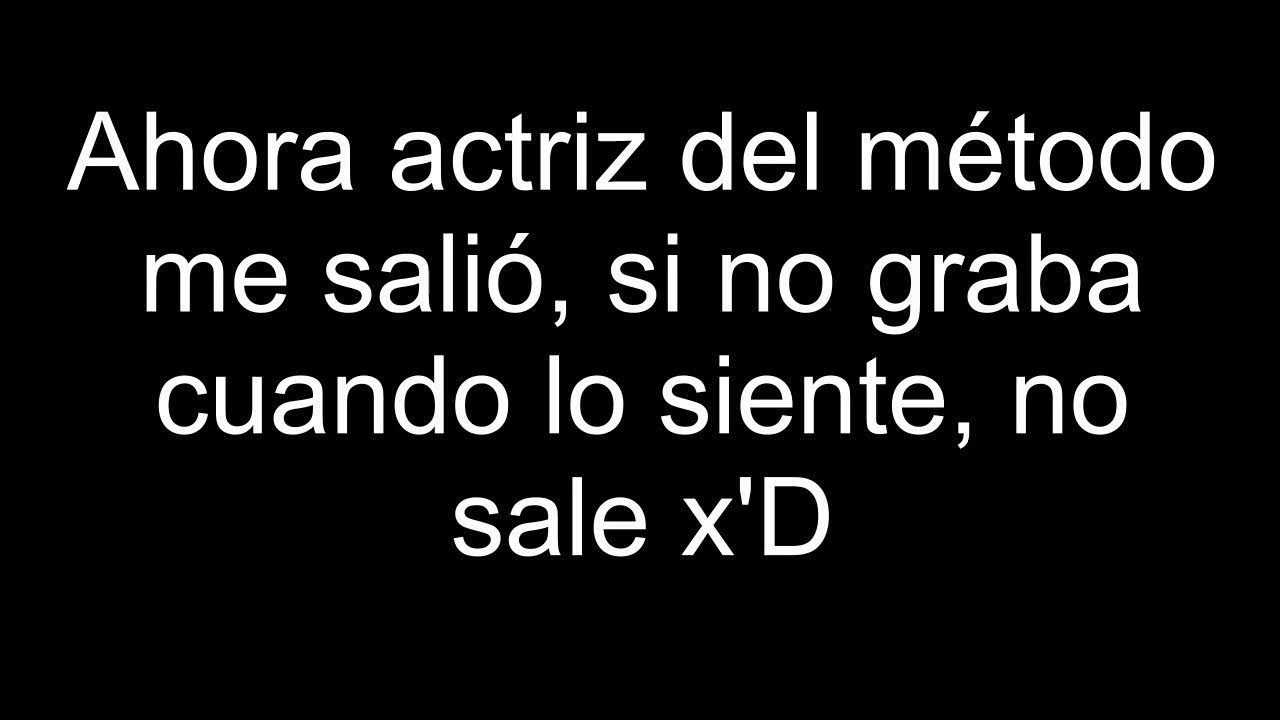 Ahora actriz del método
me salió, si no graba
cuando lo siente, no
sale x'D